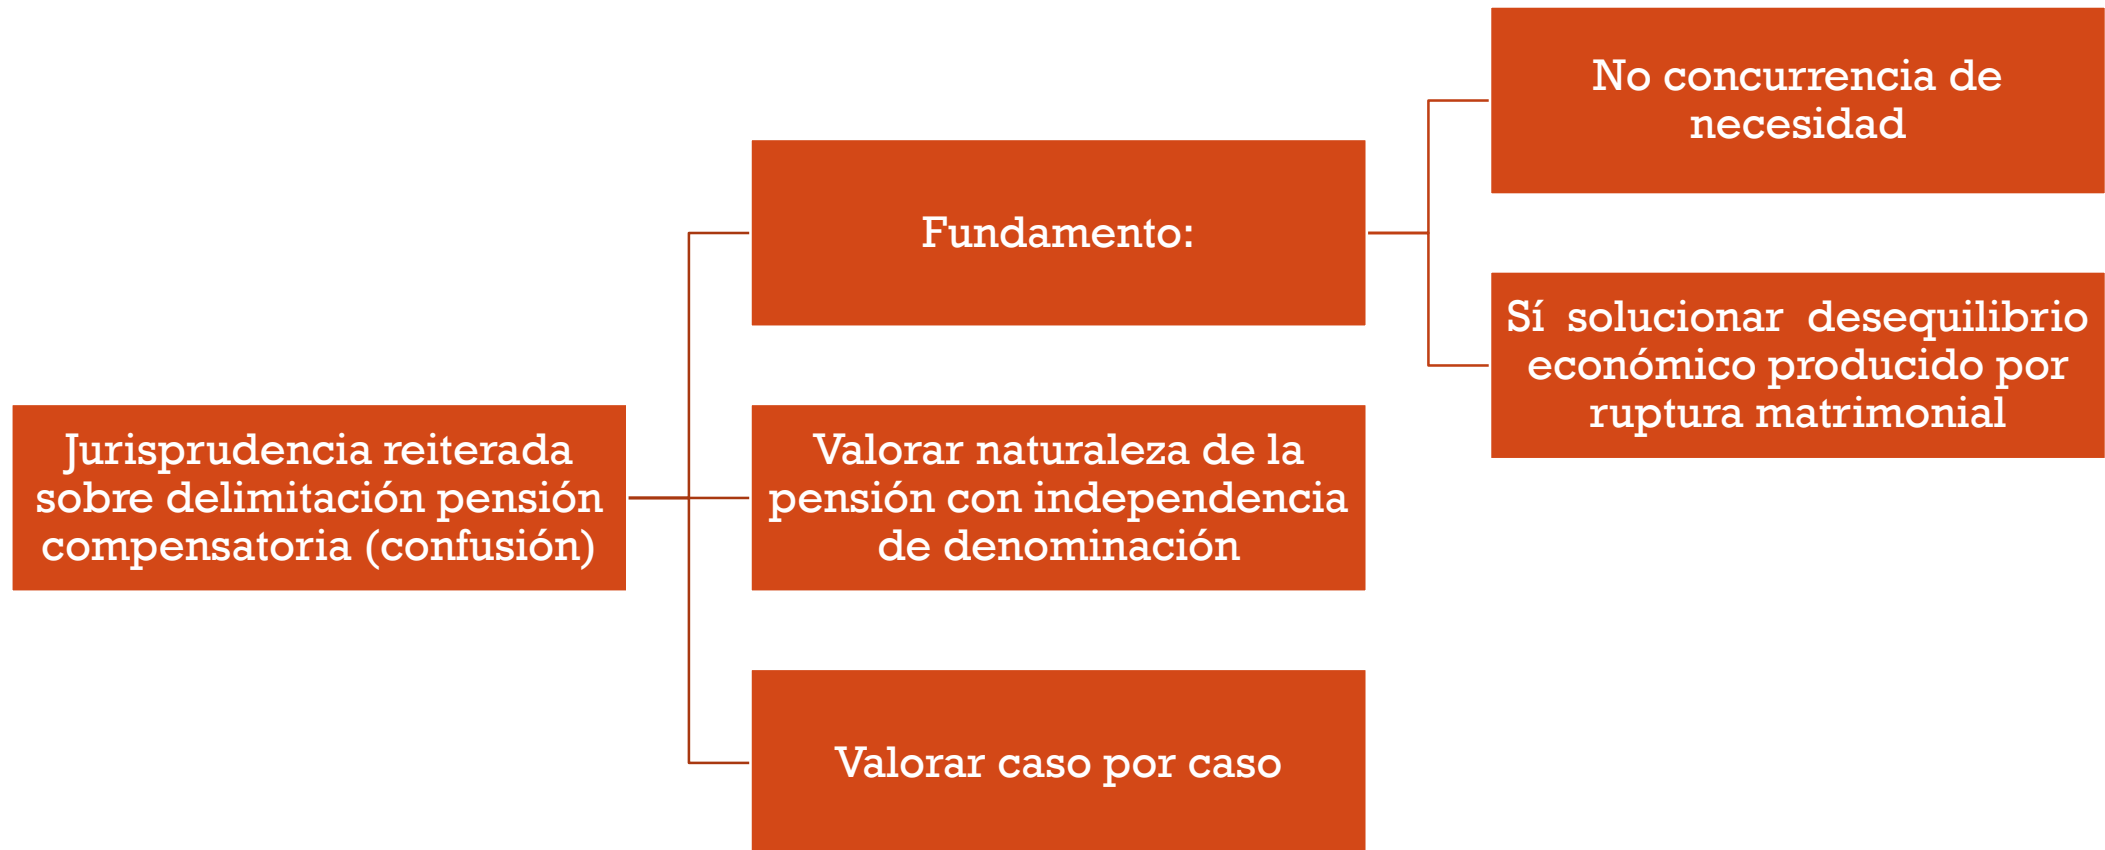 Jurisprudencia reiterada
sobre delimitación pensión
compensatoria (confusión)
Fundamento:
No concurrencia de
necesidad
Sí solucionar desequilibrio
económico producido por
ruptura matrimonial
Valorar naturaleza de la
pensión con independencia
de denominación
Valorar caso por caso